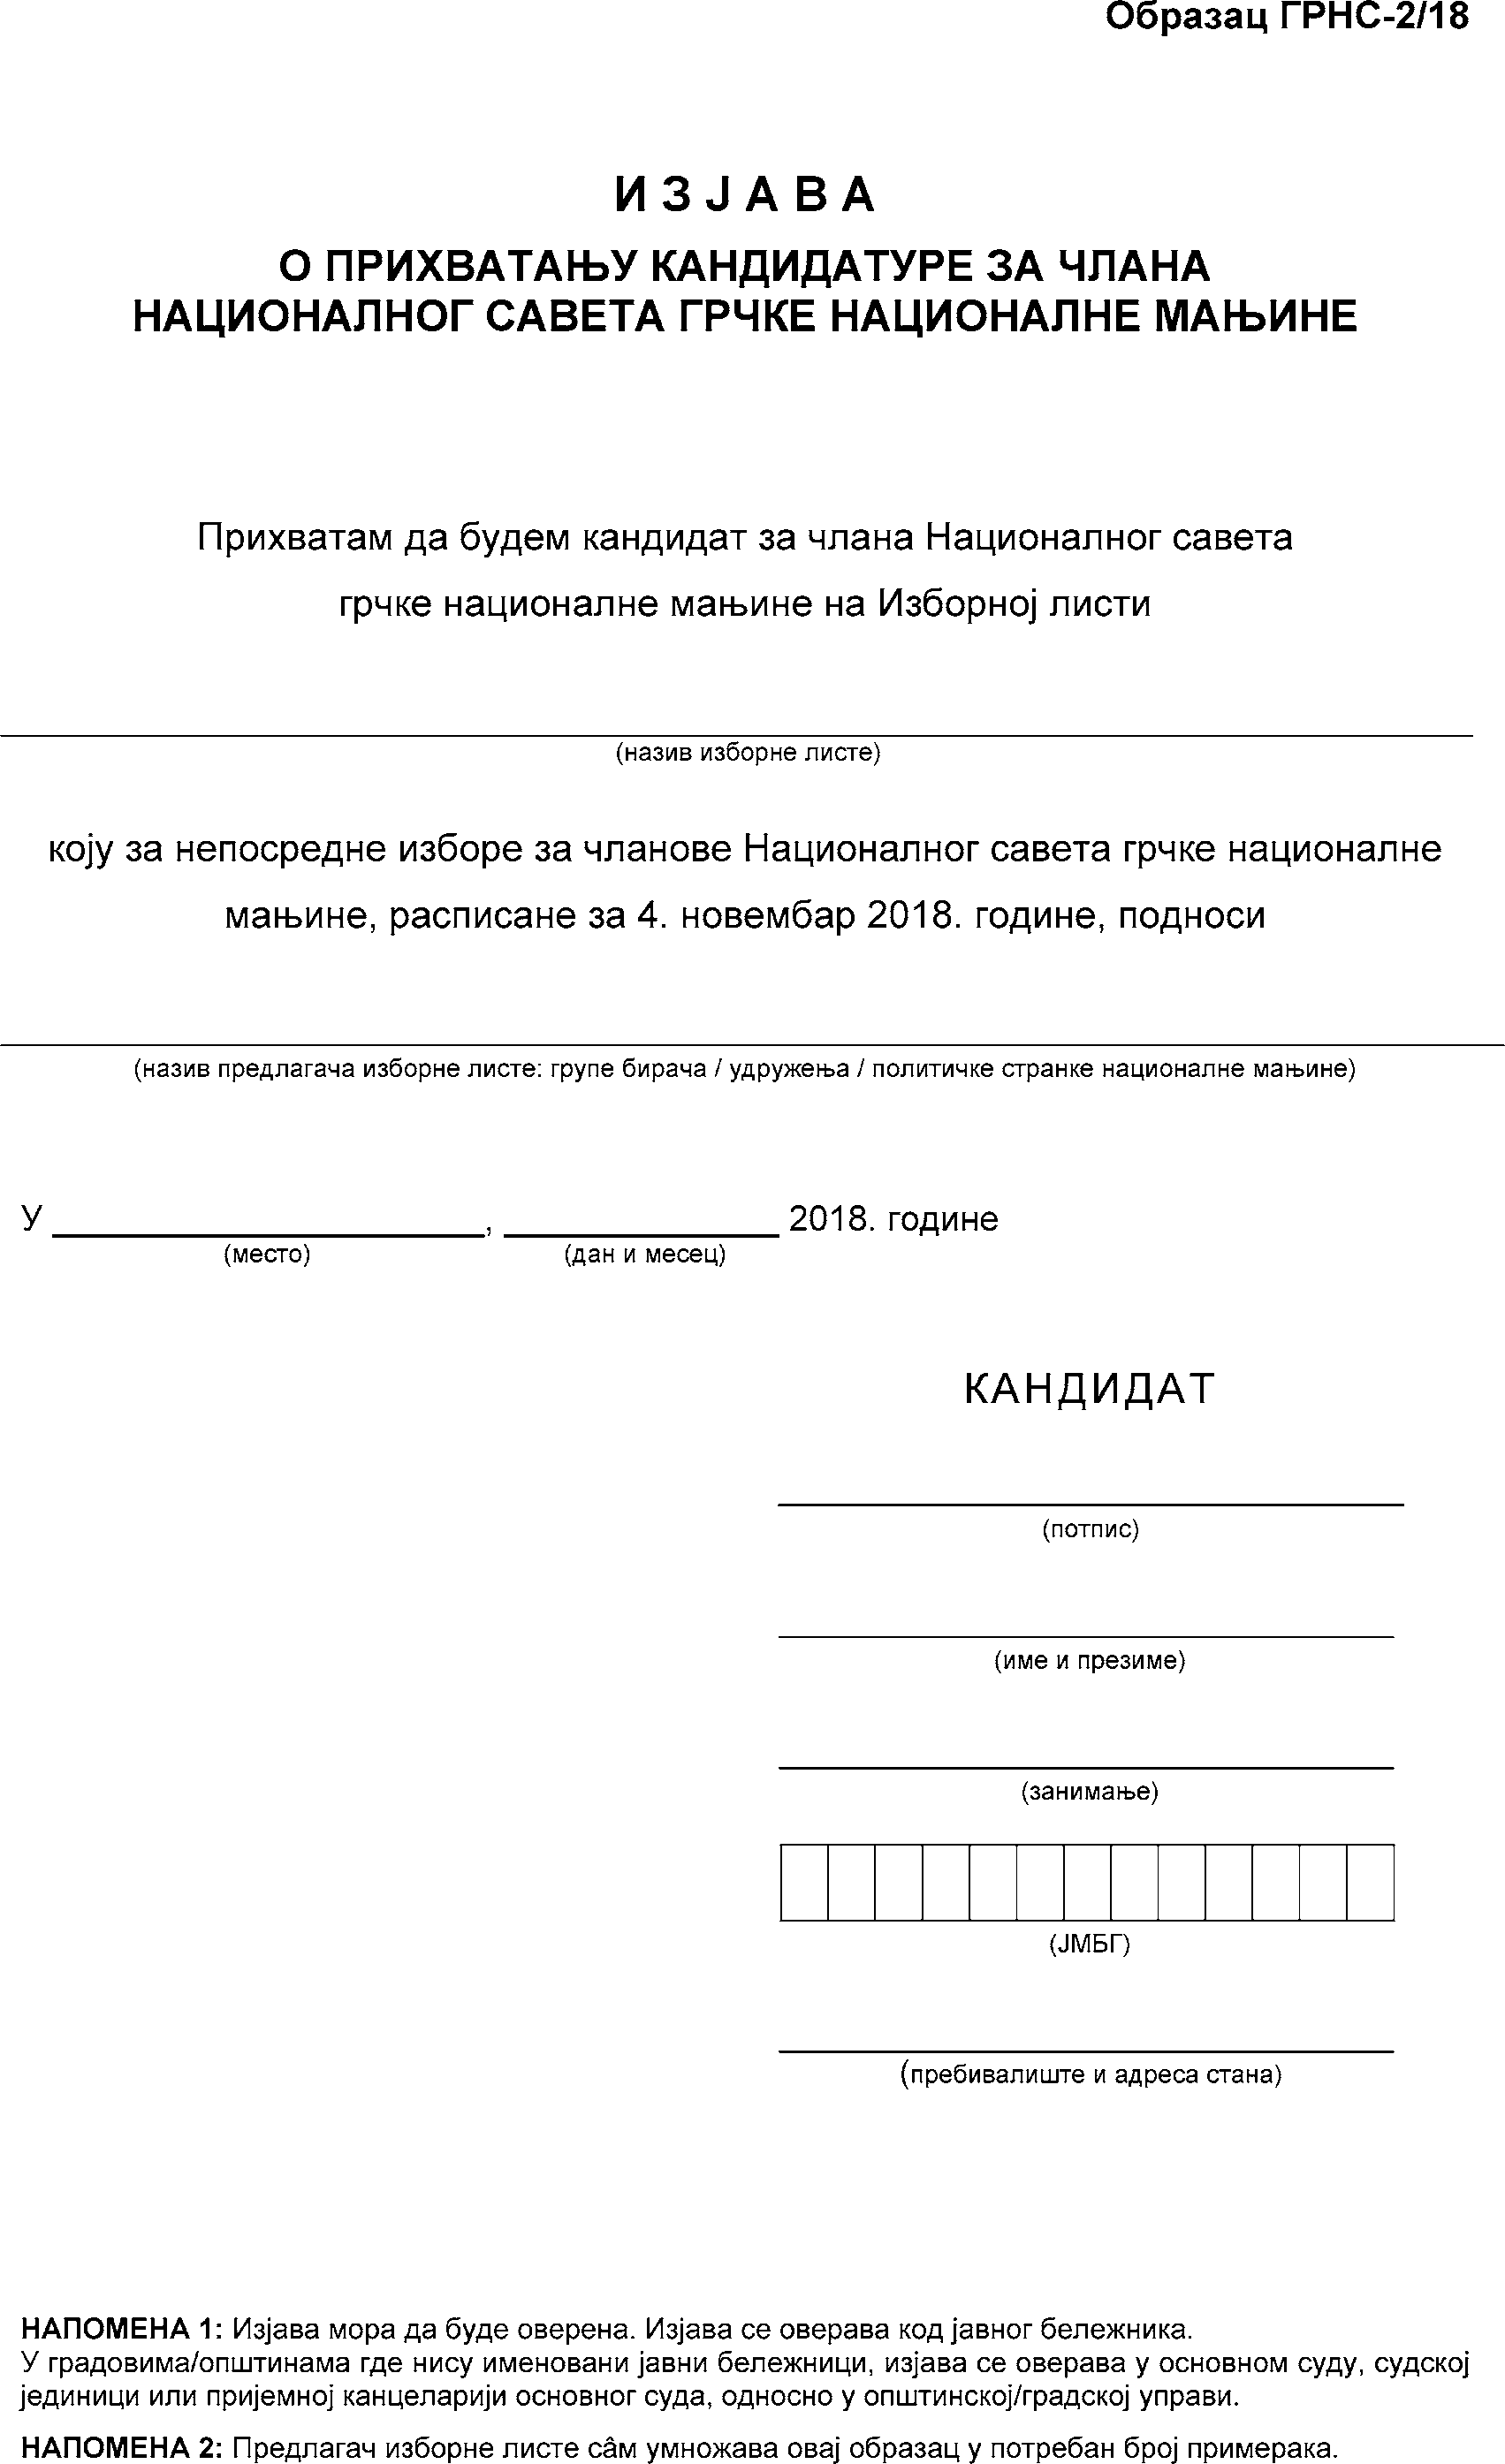 Образац ГРНС-2/18
И З Ј А В А
О ПРИХВАТАЊУ КАНДИДАТУРЕ ЗА ЧЛАНА
НАЦИОНАЛНОГ САВЕТА ГРЧКЕ НАЦИОНАЛНЕ МАЊИНЕ
Прихватам да будем кандидат за члана Националног савета
грчке националне мањине на Изборној листи
(назив изборне листе)
коју за непосредне изборе за чланове Националног савета грчке националне
мањине, расписане за 4. новембар 2018. године, подноси
(назив предлагача изборне листе: групе бирача / удружења / политичке странке националне мањине)
У ____________________, ____________ 2018. године
(место) (дан и месец)
КАНДИДАТ
(потпис)
(име и презиме)
(занимање)
(ЈМБГ)
(пребивалиште и адреса стана)
НАПОМЕНА 1: Изјава мора да буде оверена. Изјава се оверава код јавног бележника.
У градовима/општинама где нису именовани јавни бележници, изјава се оверава у основном суду, судској
јединици или пријемној канцеларији основног суда, односно у општинској/градској управи.
НАПОМЕНА 2: Предлагач изборне листе сâм умножава овај образац у потребан број примерака.